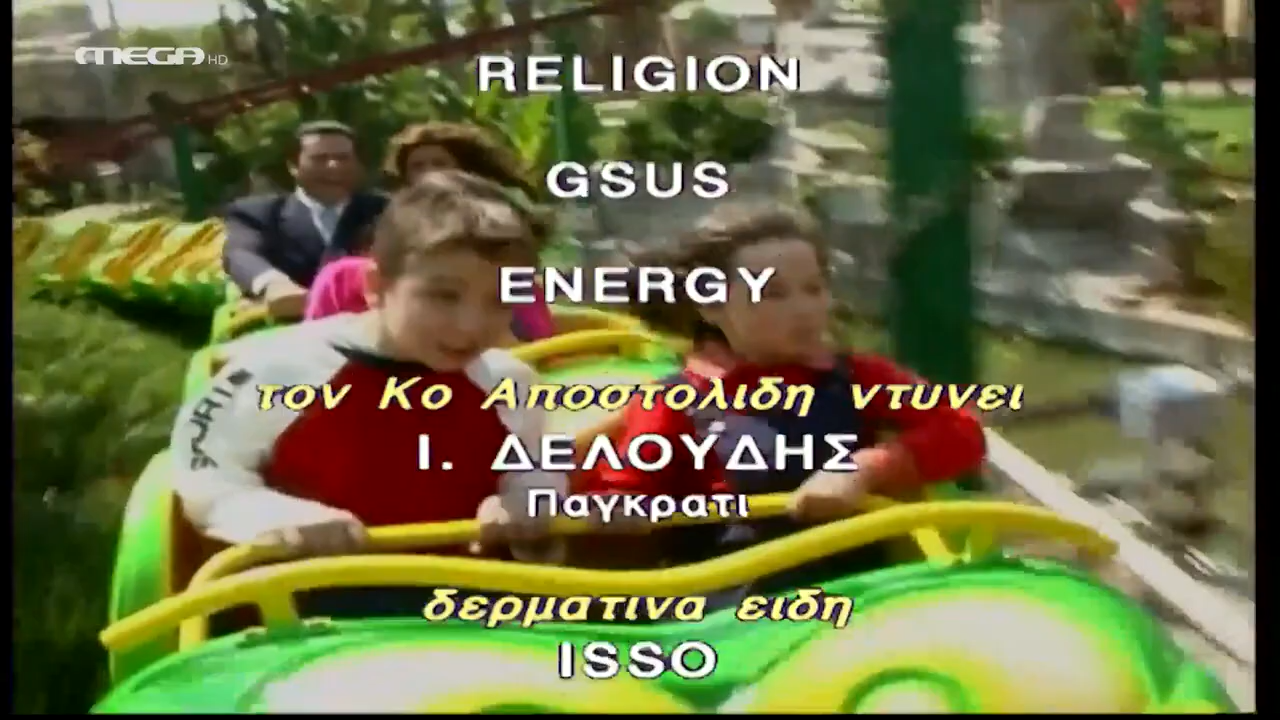 MEGA HD
RELIGION
GSUS
ENERGY
τον Κο Αποστολιδη ντυνει
Ι. ΔΕΛΟΥΔΗΣ
Παγκρατι
δερματινα ειδη
ISSO